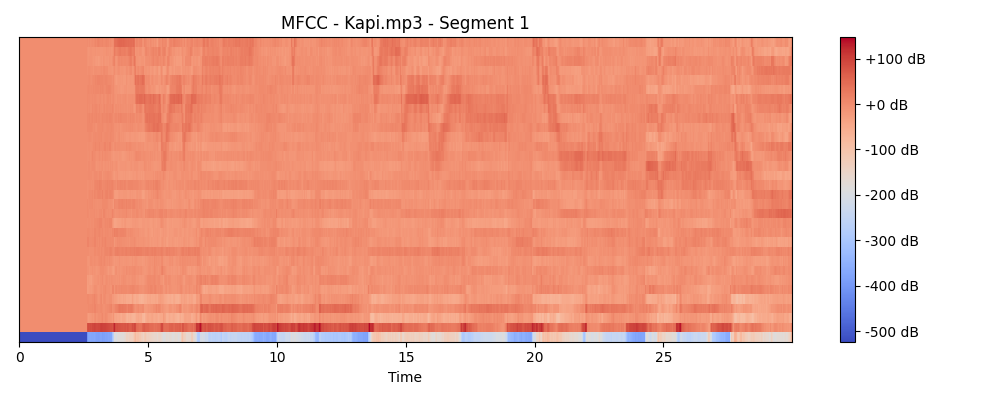 MFCC - Kapi.mp3 - Segment 1
+100 dB
+0 dB
-100 dB
-200 dB
-300 dB
-400 dB
-500 dB
0 5 10 15 20 25
Time